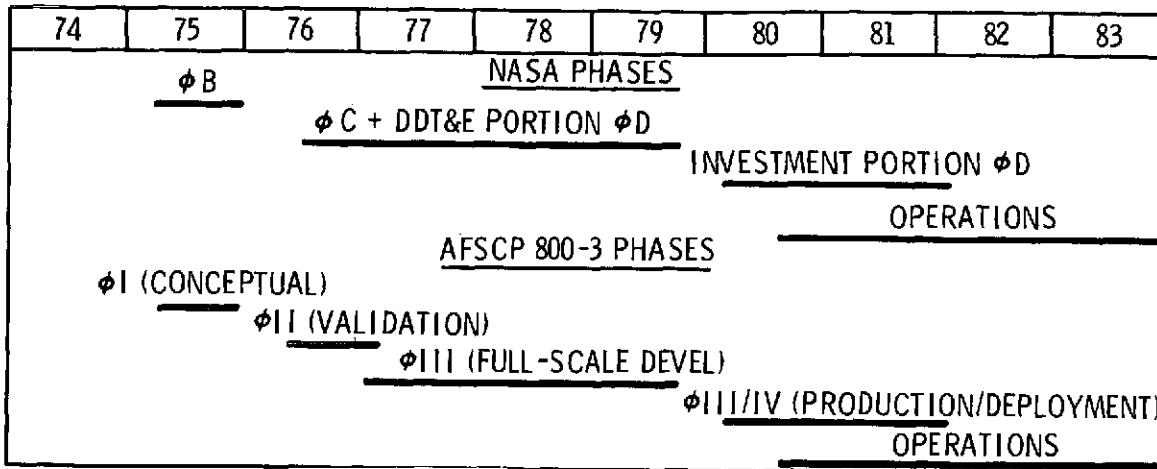 74 75 76 77 78 79 80 81 82 83
NASA PHASES
ϕB
ϕC + DDT&E PORTION ϕD
INVESTMENT PORTION ϕD
OPERATIONS
AFSCP 800-3 PHASES
ϕI (CONCEPTUAL)
ϕII (VALIDATION)
ϕIII (FULL-SCALE DEVEL)
ϕIII/IV (PRODUCTION/DEPLOYMENT)
OPERATIONS